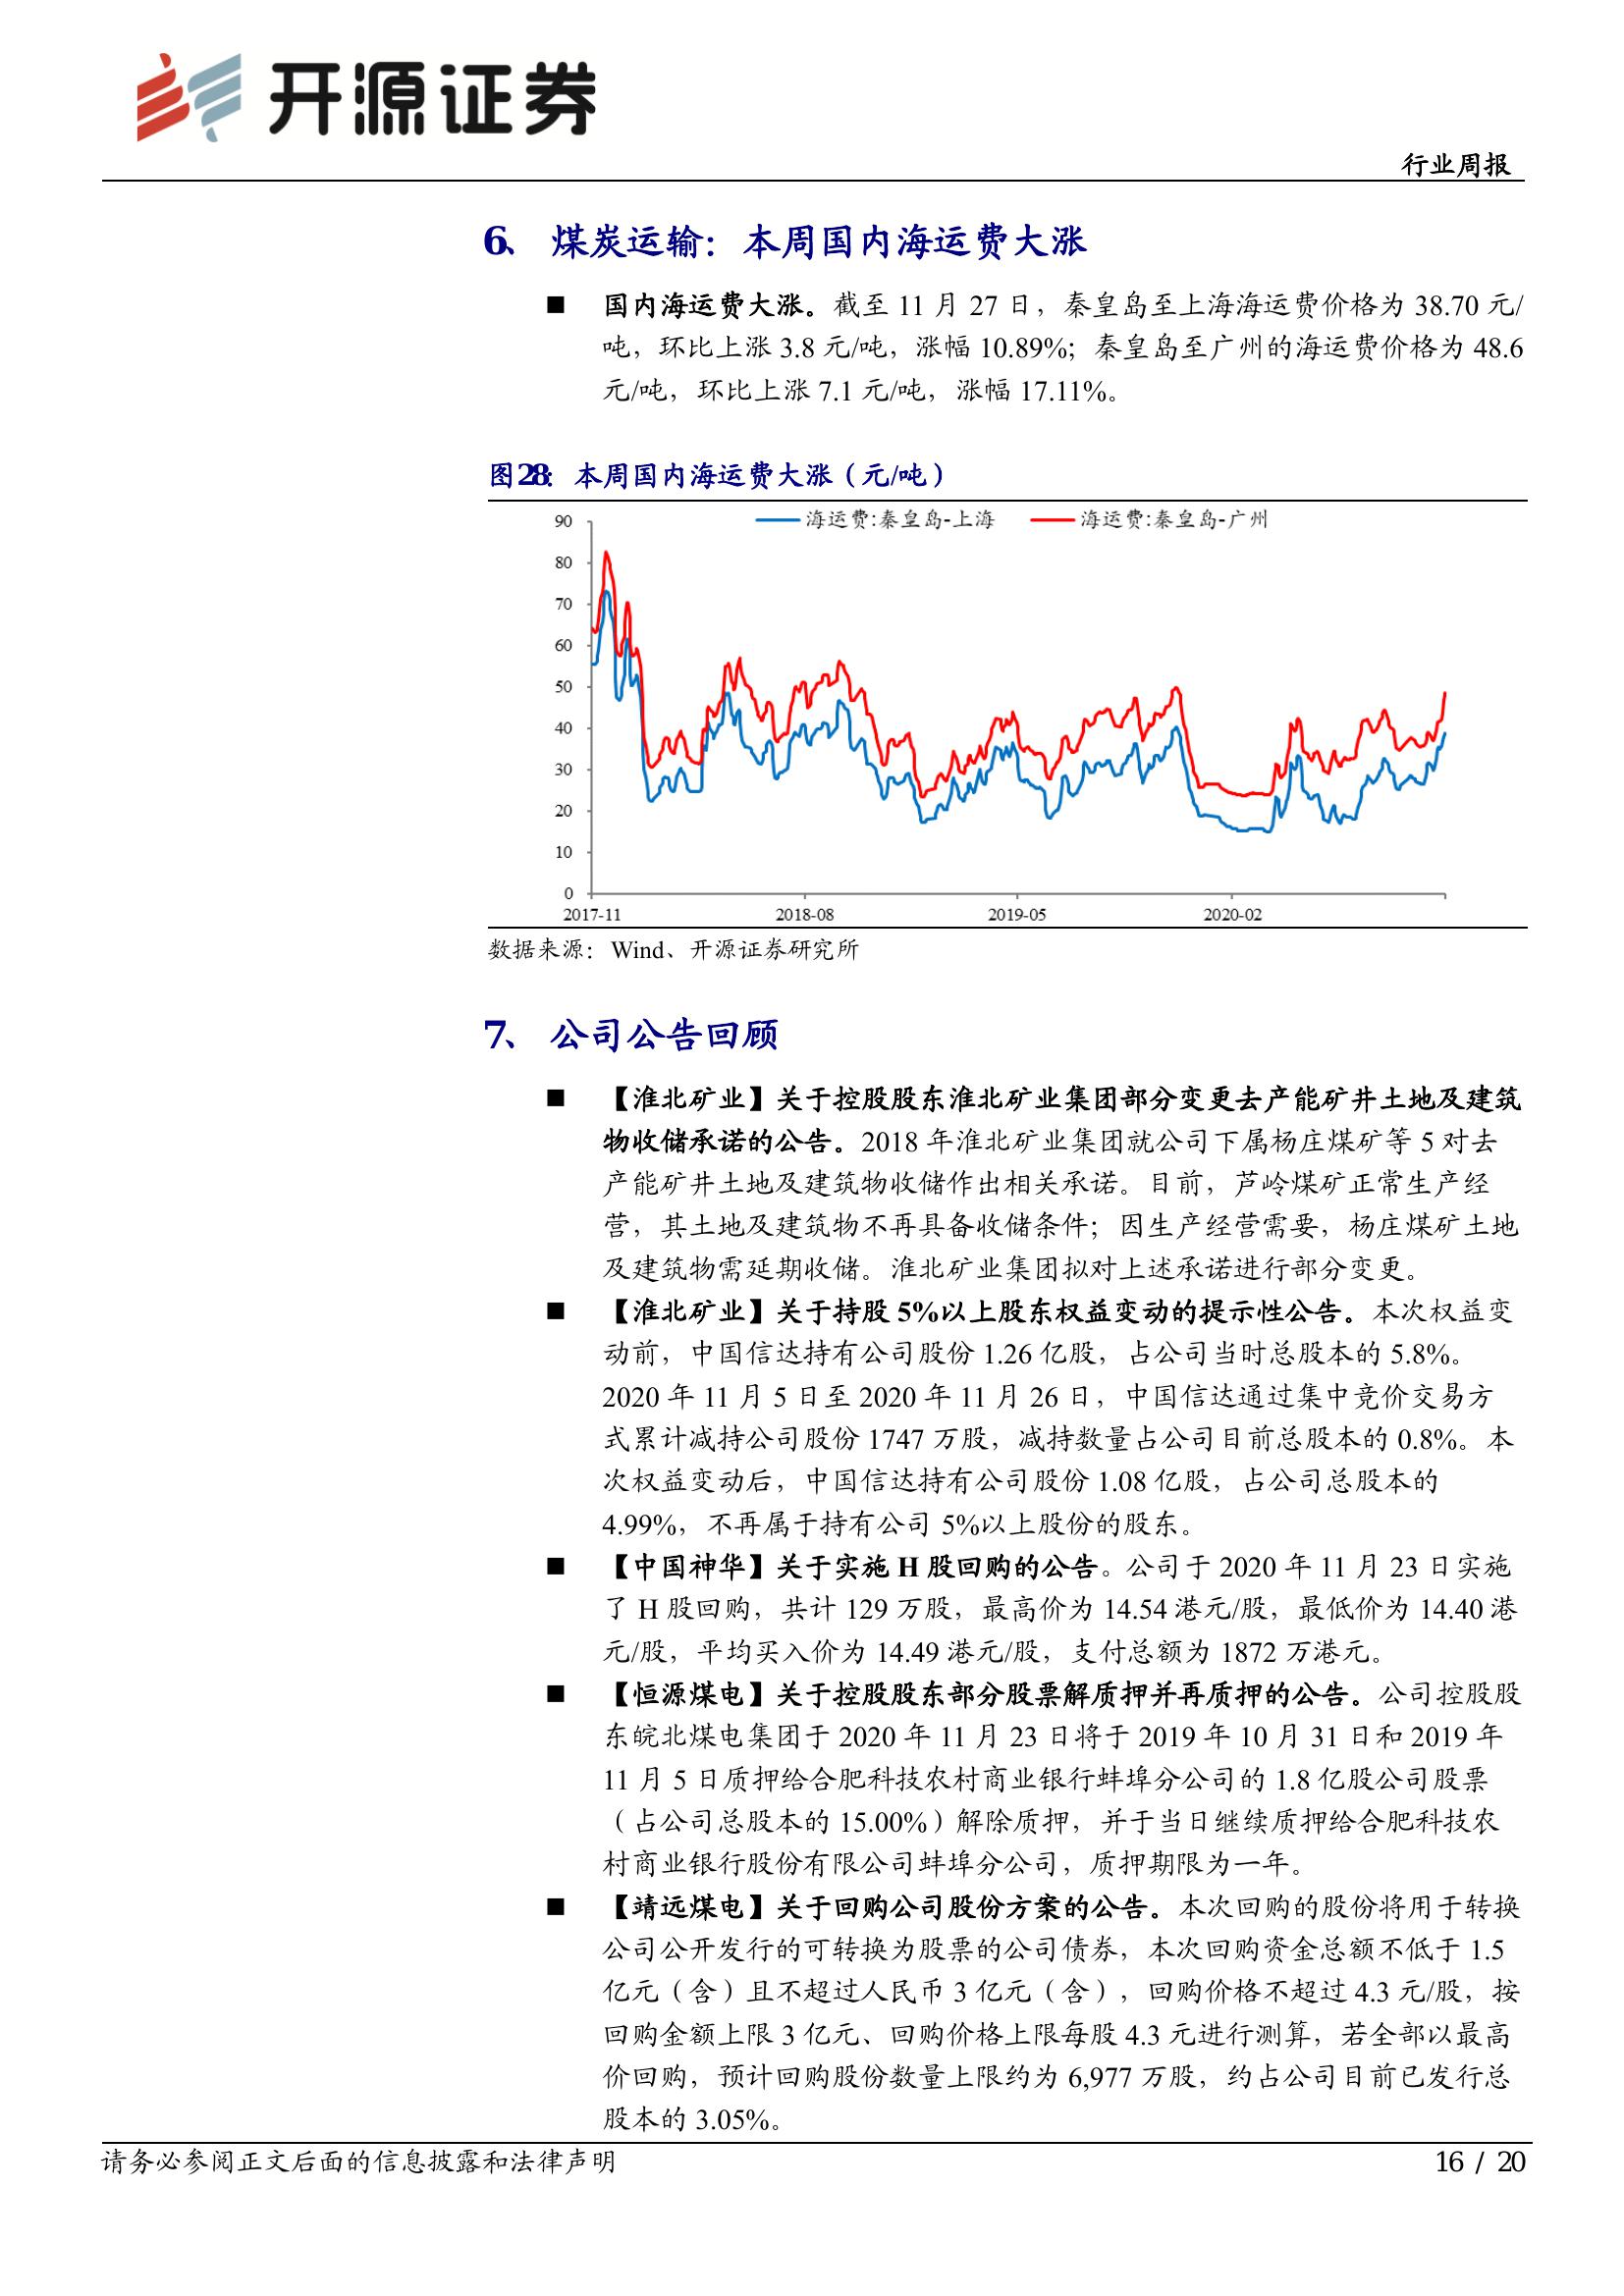 开源证券
行业周报
6、 煤炭运输：本周国内海运费大涨
■ 国内海运费大涨。截至 11 月 27 日，秦皇岛至上海海运费价格为 38.70 元/
吨，环比上涨 3.8 元/吨，涨幅 10.89%；秦皇岛至广州的海运费价格为 48.6
元/吨，环比上涨 7.1 元/吨，涨幅 17.11%。
图28：本周国内海运费大涨（元/吨）
海运费:秦皇岛-上海 海运费:秦皇岛-广州
90
80
70
60
50
40
30
20
10
0
2017-11 2018-08 2019-05 2020-02
数据来源：Wind、开源证券研究所
7、 公司公告回顾
■ 【淮北矿业】关于控股股东淮北矿业集团部分变更去产能矿井土地及建筑
物收储承诺的公告。2018 年淮北矿业集团就公司下属杨庄煤矿等 5 对去
产能矿井土地及建筑物收储作出相关承诺。目前，芦岭煤矿正常生产经
营，其土地及建筑物不再具备收储条件；因生产经营需要，杨庄煤矿土地
及建筑物需延期收储。淮北矿业集团拟对上述承诺进行部分变更。
■ 【淮北矿业】关于持股 5%以上股东权益变动的提示性公告。本次权益变
动前，中国信达持有公司股份 1.26 亿股，占公司当时总股本的 5.8%。
2020 年 11 月 5 日至 2020 年 11 月 26 日，中国信达通过集中竞价交易方
式累计减持公司股份 1747 万股，减持数量占公司目前总股本的 0.8%。本
次权益变动后，中国信达持有公司股份 1.08 亿股，占公司总股本的
4.99%，不再属于持有公司 5%以上股份的股东。
■ 【中国神华】关于实施 H 股回购的公告。公司于 2020 年 11 月 23 日实施
了 H 股回购，共计 129 万股，最高价为 14.54 港元/股，最低价为 14.40 港
元/股，平均买入价为 14.49 港元/股，支付总额为 1872 万港元。
■ 【恒源煤电】关于控股股东部分股票解质押并再质押的公告。公司控股股
东皖北煤电集团于 2020 年 11 月 23 日将于 2019 年 10 月 31 日和 2019 年
11 月 5 日质押给合肥科技农村商业银行蚌埠分公司的 1.8 亿股公司股票
（占公司总股本的 15.00%）解除质押，并于当日继续质押给合肥科技农
村商业银行股份有限公司蚌埠分公司，质押期限为一年。
■ 【靖远煤电】关于回购公司股份方案的公告。本次回购的股份将用于转换
公司公开发行的可转换为股票的公司债券，本次回购资金总额不低于 1.5
亿元（含）且不超过人民币 3 亿元（含），回购价格不超过 4.3 元/股，按
回购金额上限 3 亿元、回购价格上限每股 4.3 元进行测算，若全部以最高
价回购，预计回购股份数量上限约为 6,977 万股，约占公司目前已发行总
股本的 3.05%。
请务必参阅正文后面的信息披露和法律声明 16 / 20